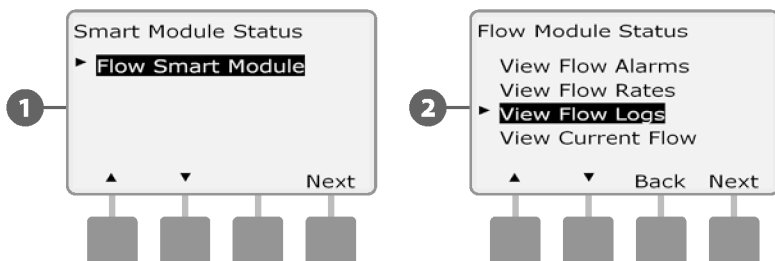 1
Smart Module Status
► Flow Smart Module
▲ ▼ Next
2
Flow Module Status
View Flow Alarms
View Flow Rates
► View Flow Logs
View Current Flow
▲ ▼ Back Next